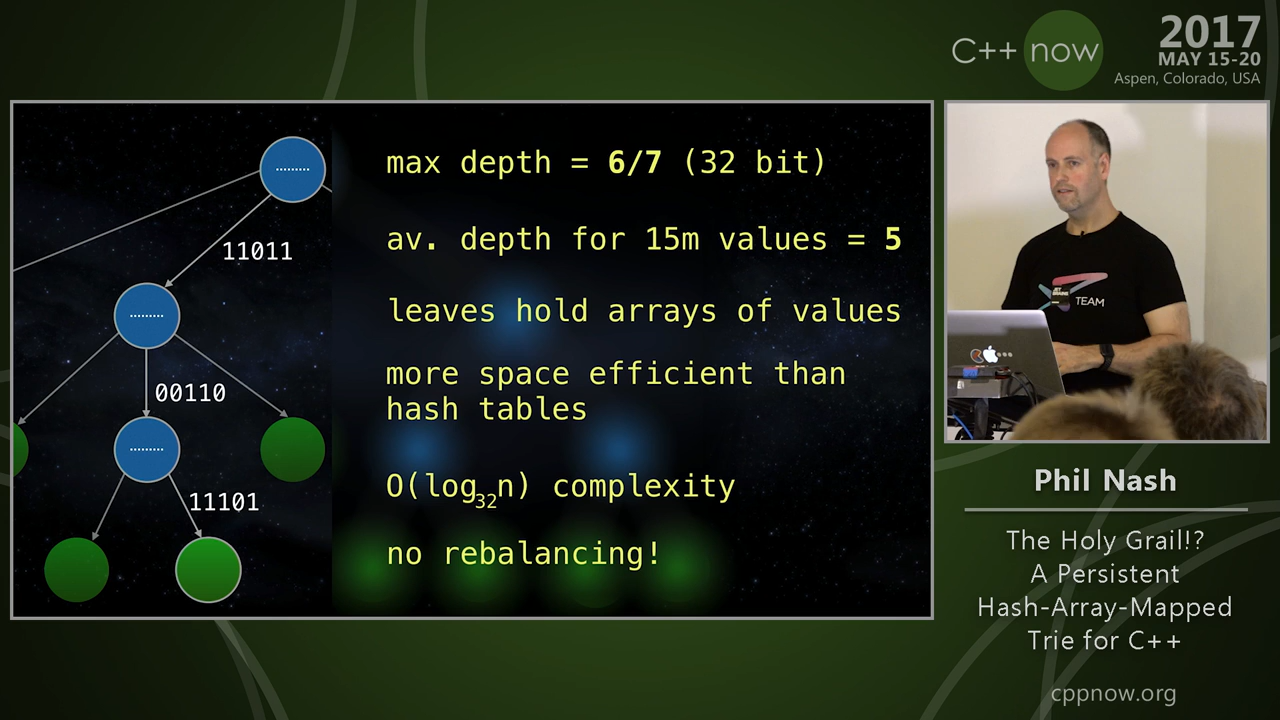 C++ now
2017
MAY 15-20
Aspen, Colorado, USA
.........
11011
.........
00110
.........
11101
max depth = 6/7 (32 bit)
av. depth for 15m values = 5
leaves hold arrays of values
more space efficient than
hash tables
O(log32n) complexity
no rebalancing!
JET
BRAINS
TEAM
Phil Nash
The Holy Grail!?
A Persistent
Hash-Array-Mapped
Trie for C++
cppnow.org